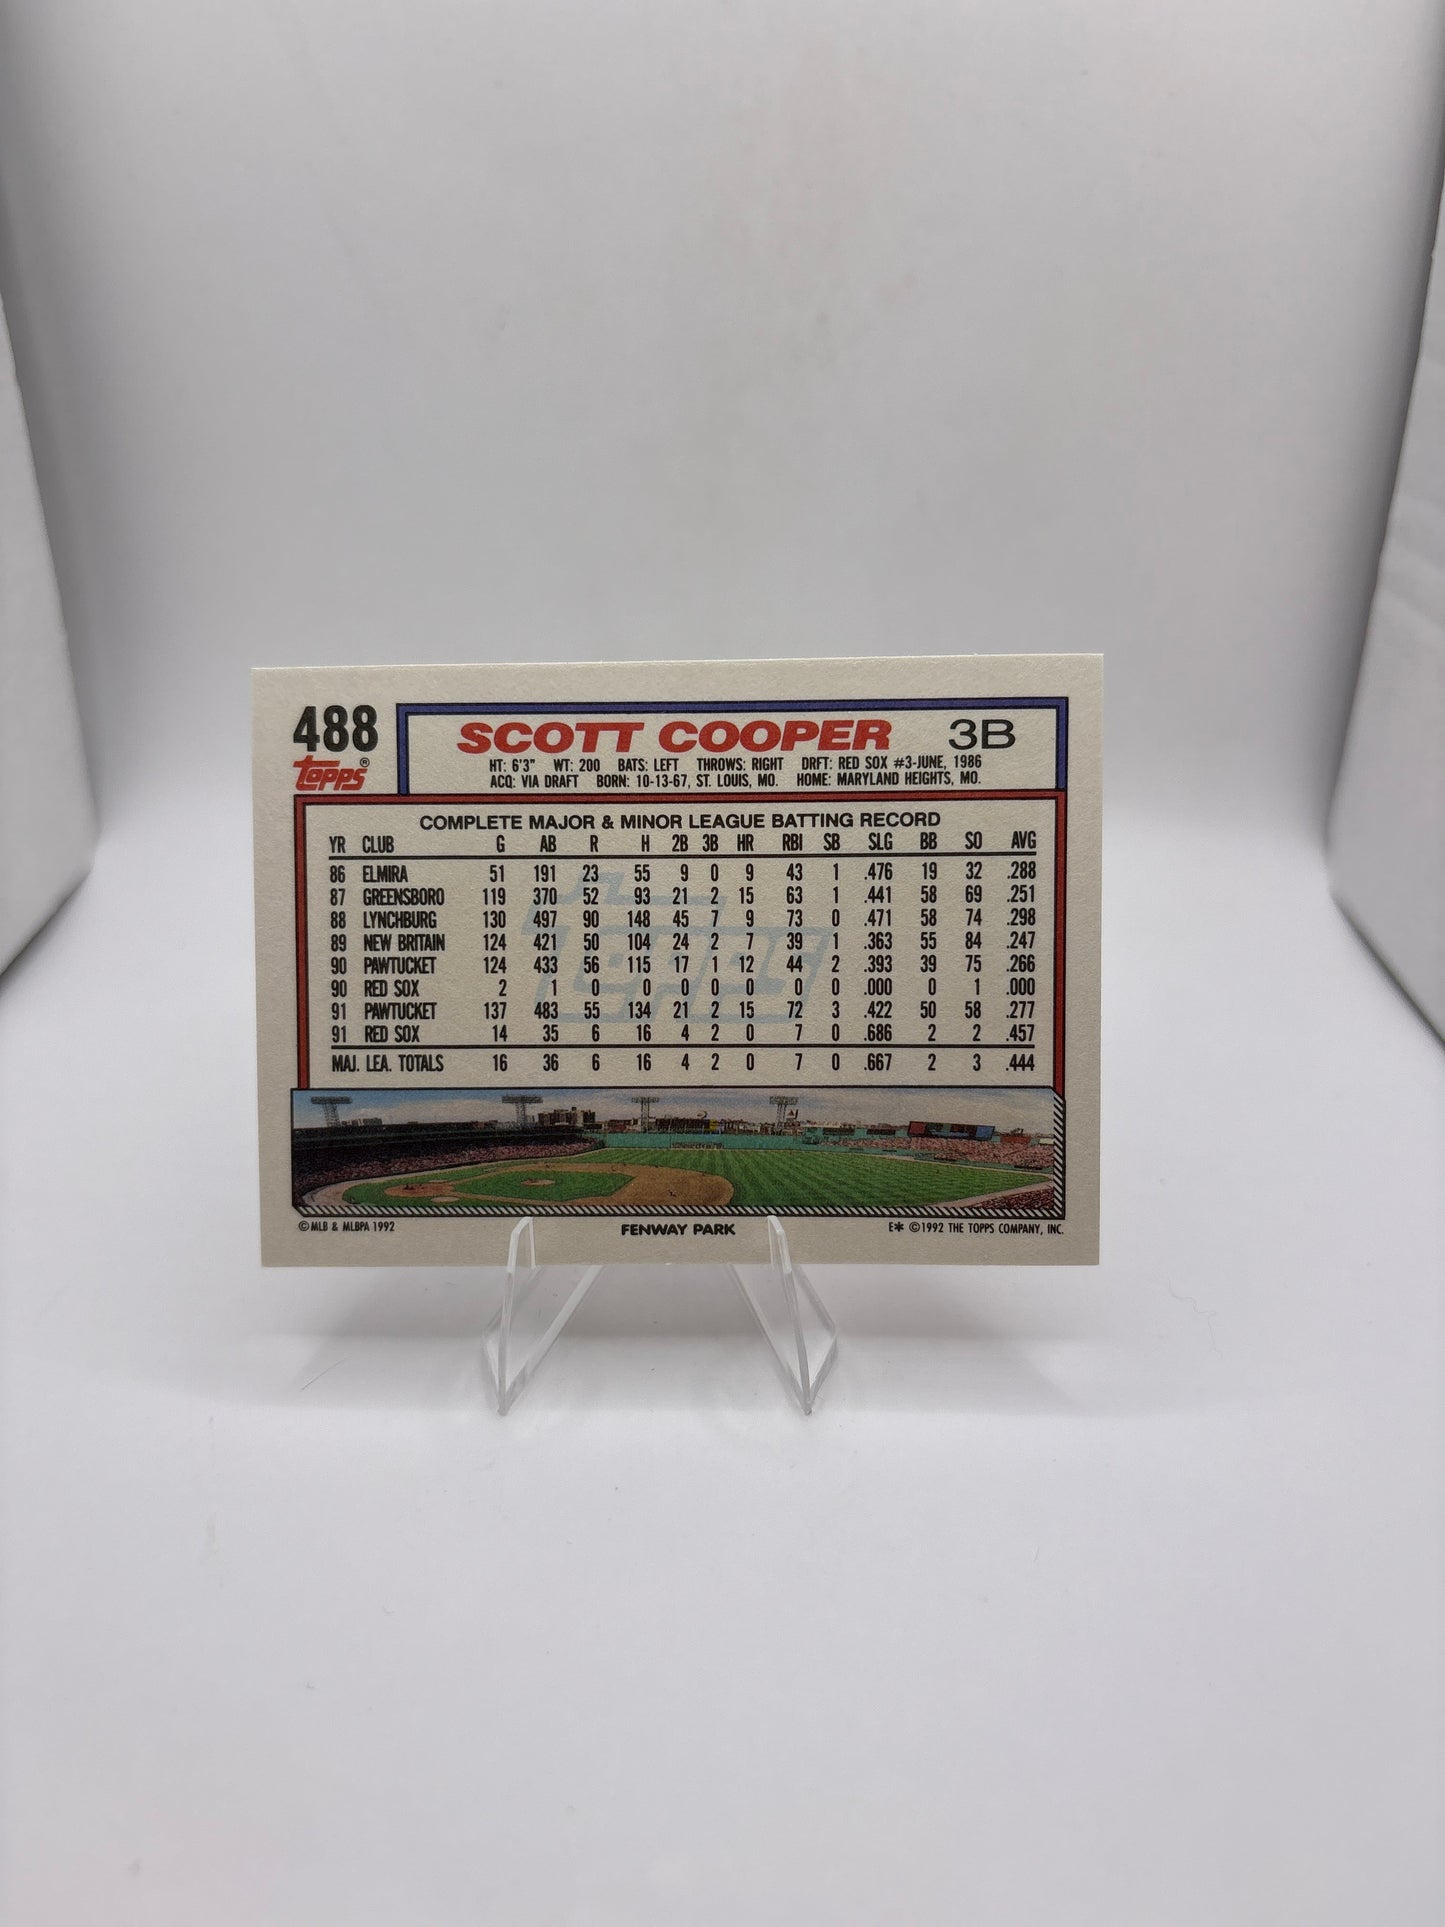 488
SCOTT COOPER 3B
Topps®
HT: 6'3" WT: 200 BATS: LEFT THROWS: RIGHT DRFT: RED SOX #3-JUNE, 1986
ACQ: VIA DRAFT BORN: 10-13-67, ST. LOUIS, MO. HOME: MARYLAND HEIGHTS, MO.
COMPLETE MAJOR & MINOR LEAGUE BATTING RECORD
YR CLUB G AB R H 2B 3B HR RBI SB SLG BB SO AVG
86 ELMIRA 51 191 23 55 9 0 9 43 1 .476 19 32 .288
87 GREENSBORO 119 370 52 93 21 2 15 63 1 .441 58 69 .251
88 LYNCHBURG 130 497 90 148 45 7 9 73 0 .471 58 74 .298
89 NEW BRITAIN 124 421 50 104 24 2 7 39 1 .363 55 84 .247
90 PAWTUCKET 124 433 56 115 17 1 12 44 2 .393 39 75 .266
90 RED SOX 2 1 0 0 0 0 0 0 0 .000 0 1 .000
91 PAWTUCKET 137 483 55 134 21 2 15 72 3 .422 50 58 .277
91 RED SOX 14 35 6 16 4 2 0 7 0 .686 2 2 .457
MAJ. LEA. TOTALS 16 36 6 16 4 2 0 7 0 .667 2 3 .444
Topps
© MLB & MLBPA 1992 FENWAY PARK E* © 1992 THE TOPPS COMPANY, INC.